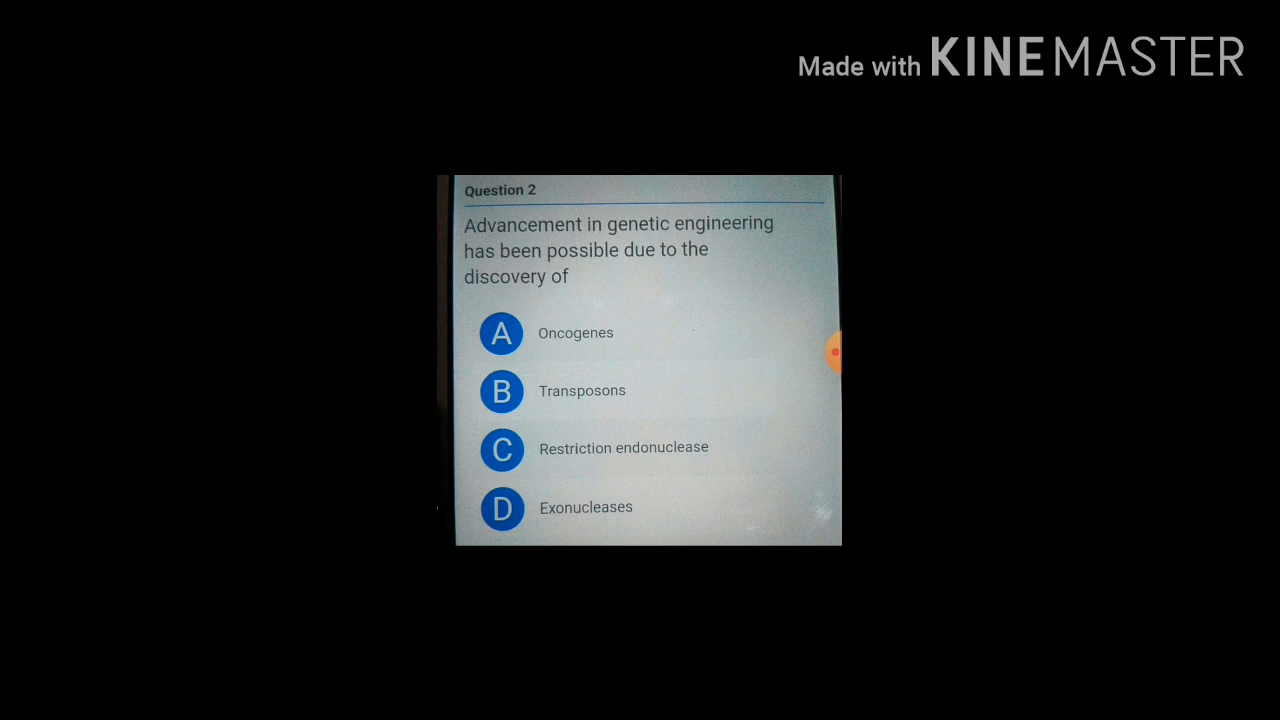 Made with KINEMASTER
Question 2
Advancement in genetic engineering
has been possible due to the
discovery of
A Oncogenes
B Transposons
C Restriction endonuclease
D Exonucleases